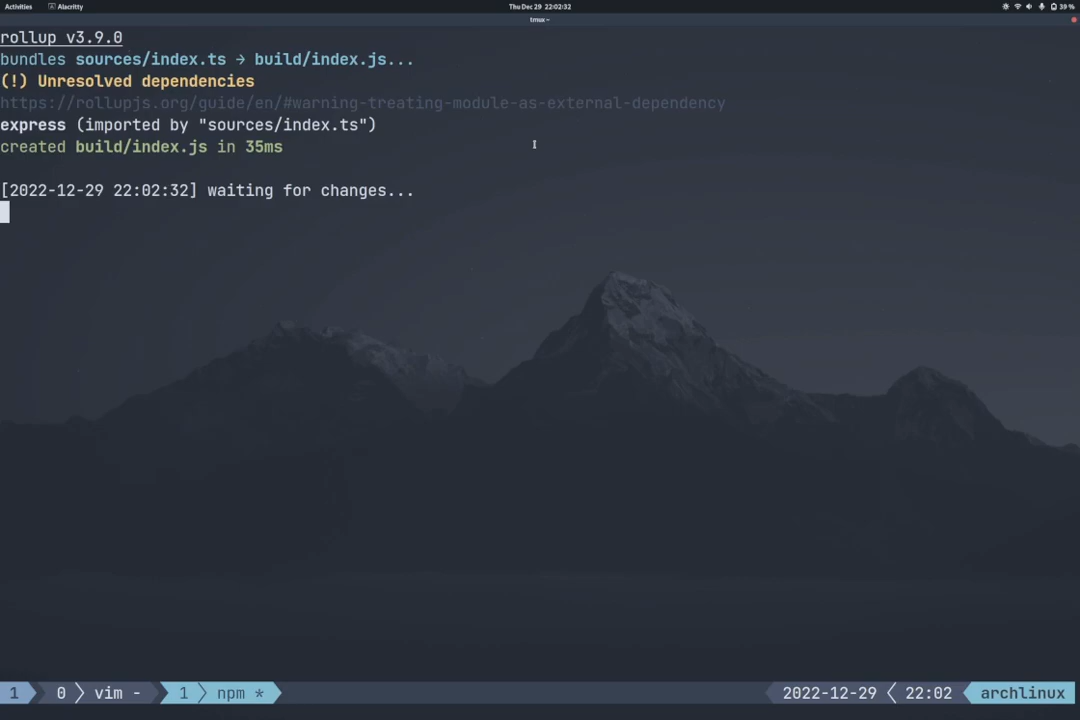 Activities Alacritty Thu Dec 29 22:02:32 39 %
tmux ~
rollup v3.9.0
bundles sources/index.ts → build/index.js...
(!) Unresolved dependencies
https://rollupjs.org/guide/en/#warning-treating-module-as-external-dependency
express (imported by "sources/index.ts")
created build/index.js in 35ms
[2022-12-29 22:02:32] waiting for changes...
1 0 vim - 1 npm * 2022-12-29 22:02 archlinux